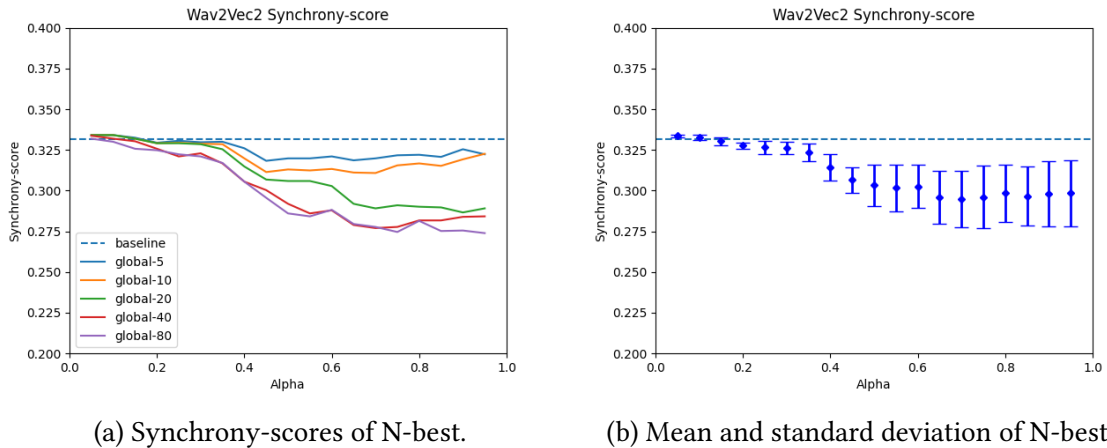 Wav2Vec2 Synchrony-score
0.400
0.375
0.350
0.325
0.300
0.275
0.250
0.225
0.200
Synchrony-score
baseline
global-5
global-10
global-20
global-40
global-80
0.0 0.2 0.4 0.6 0.8 1.0
Alpha
(a) Synchrony-scores of N-best.
Wav2Vec2 Synchrony-score
0.400
0.375
0.350
0.325
0.300
0.275
0.250
0.225
0.200
Synchrony-score
0.0 0.2 0.4 0.6 0.8 1.0
Alpha
(b) Mean and standard deviation of N-best